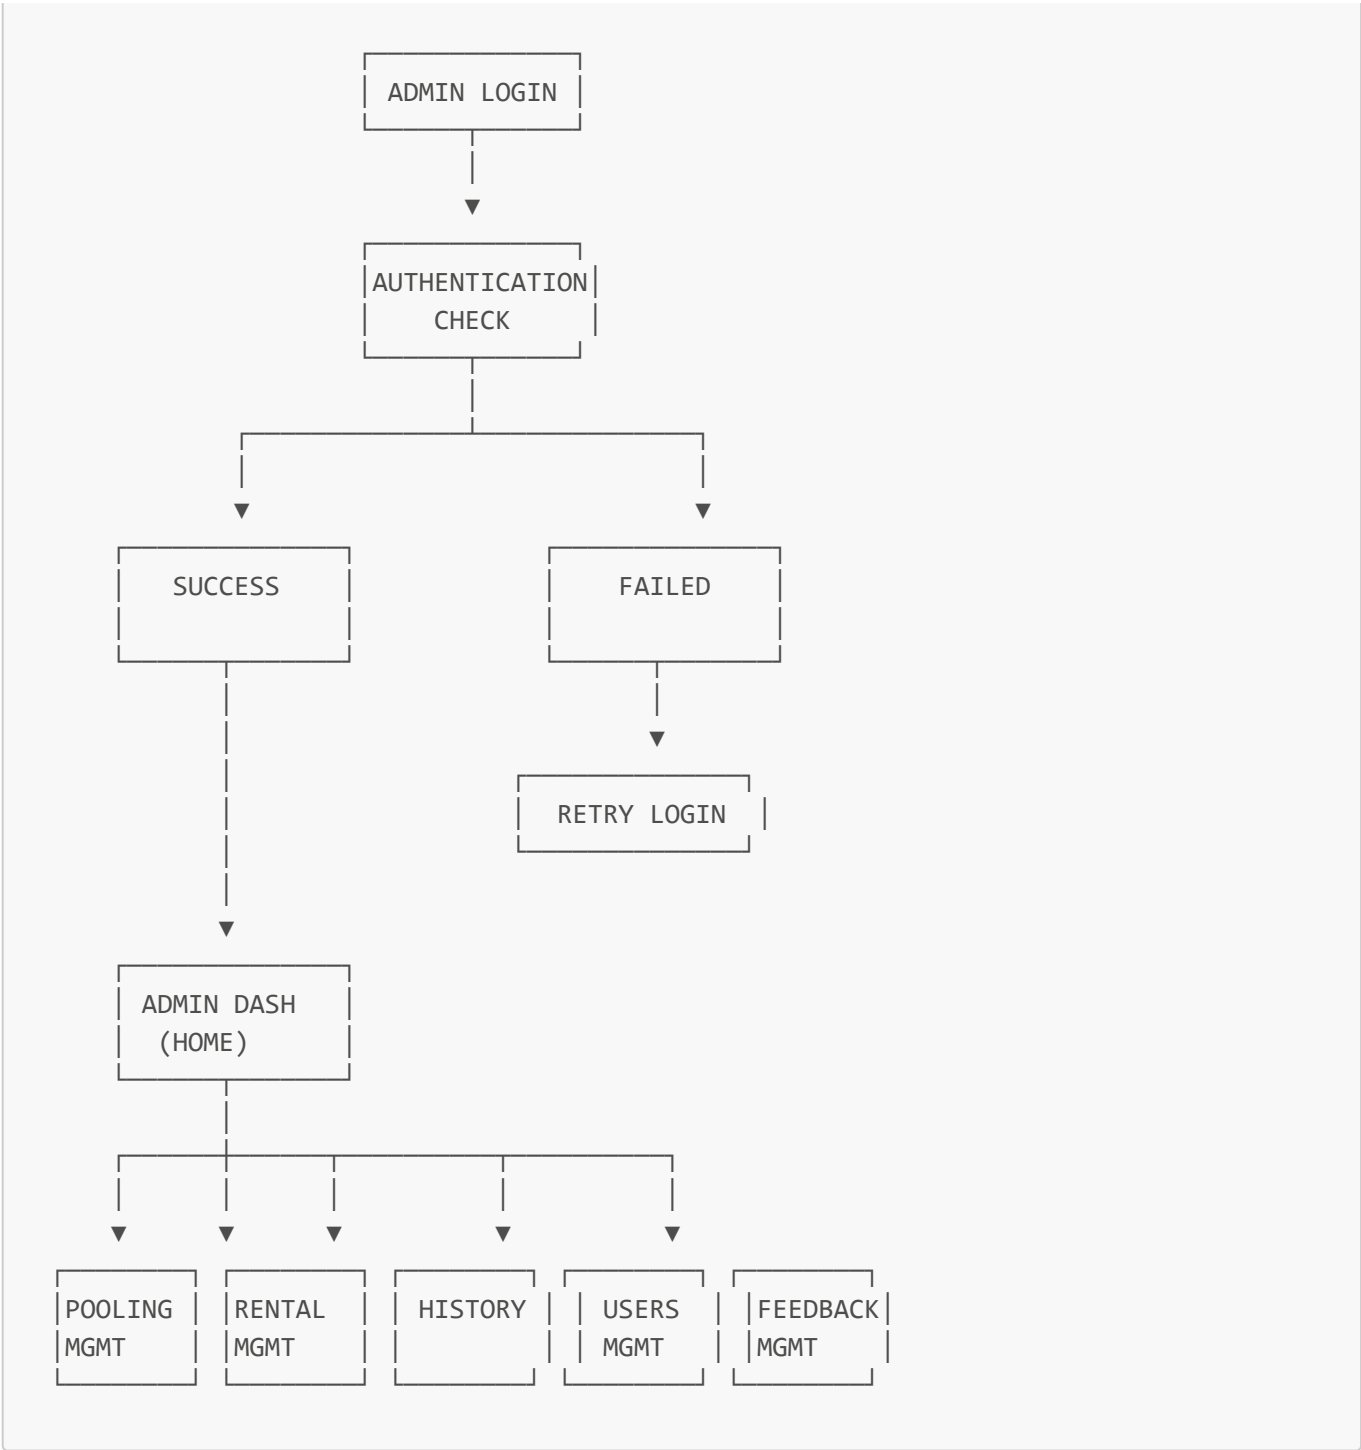 ADMIN LOGIN
AUTHENTICATION
CHECK
SUCCESS
FAILED
RETRY LOGIN
ADMIN DASH
(HOME)
POOLING RENTAL HISTORY USERS FEEDBACK
MGMT MGMT MGMT MGMT